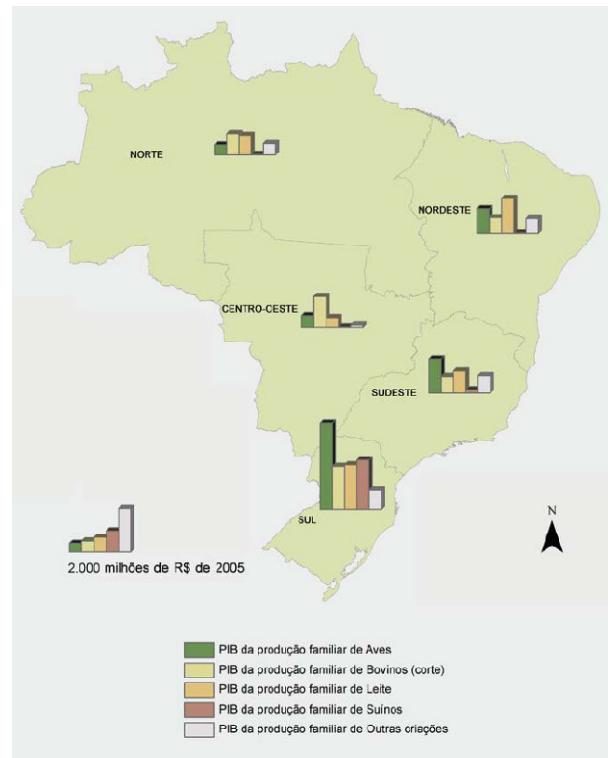 NORTE
NORDESTE
CENTRO-OESTE
SUDESTE
SUL
N
2.000 milhões de R$ de 2005
PIB da produção familiar de Aves
PIB da produção familiar de Bovinos (corte)
PIB da produção familiar de Leite
PIB da produção familiar de Suínos
PIB da produção familiar de Outras criações